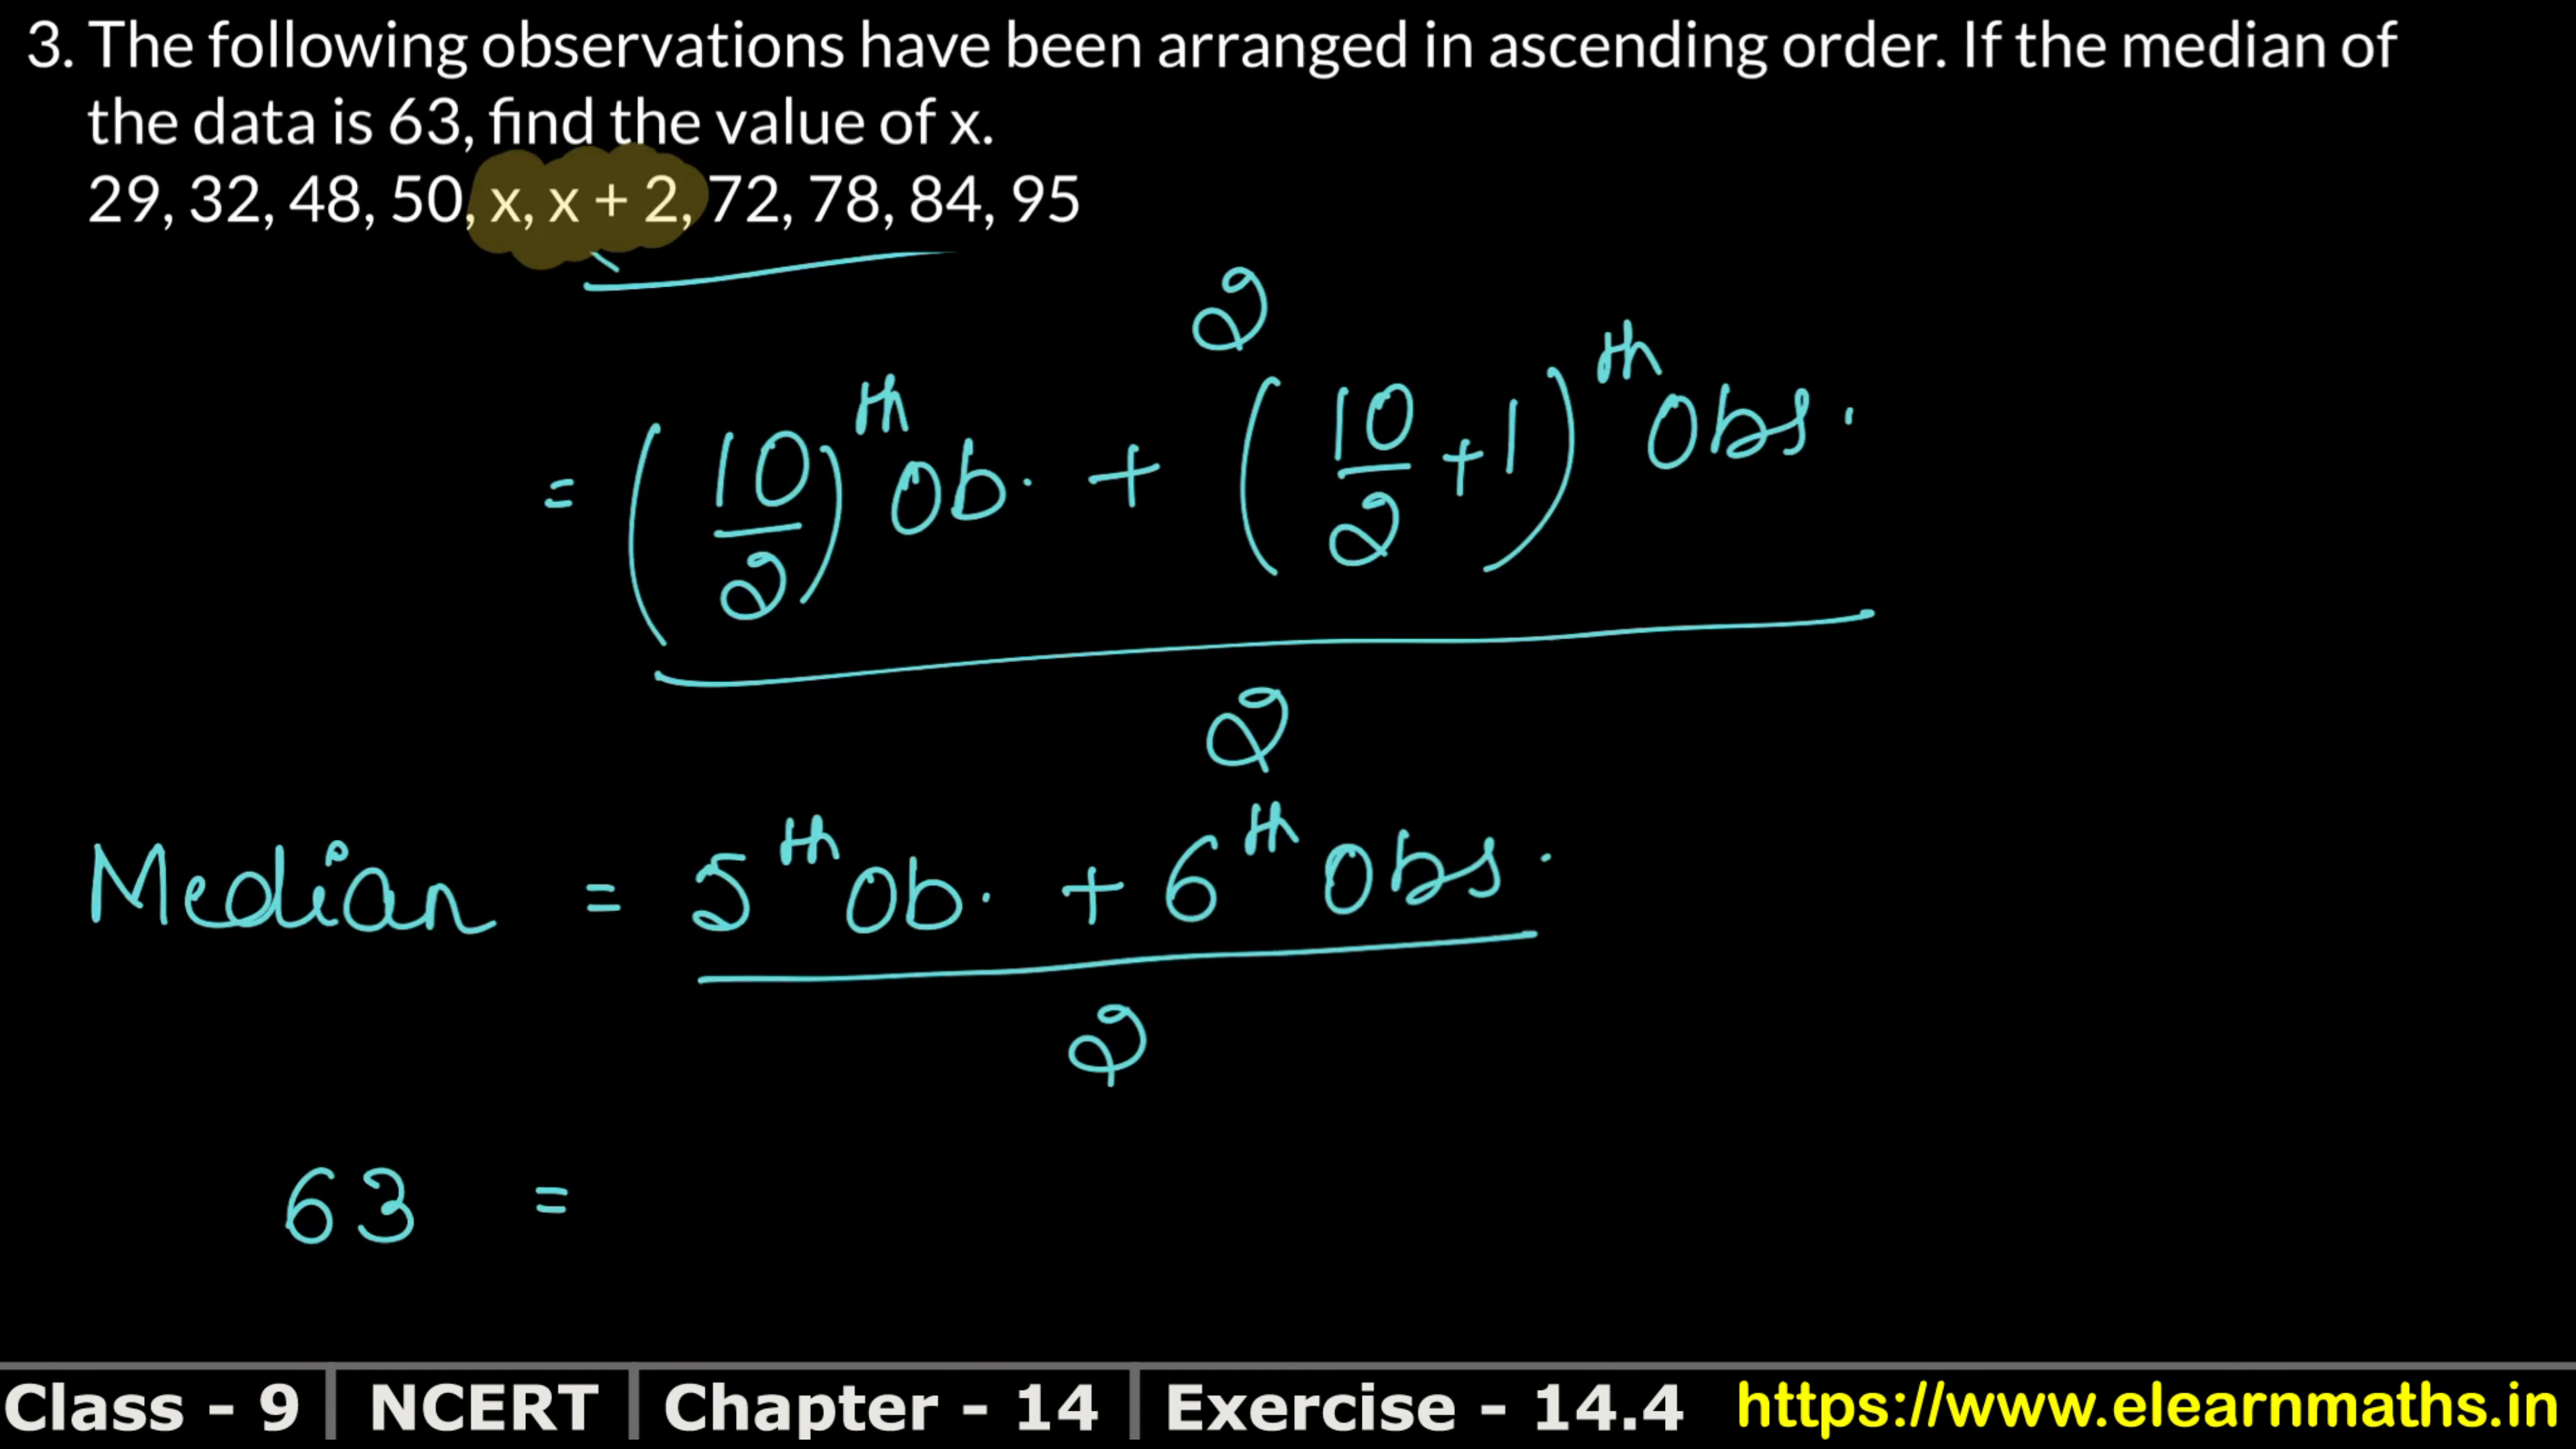 3. The following observations have been arranged in ascending order. If the median of
the data is 63, find the value of x.
29, 32, 48, 50, x, x + 2, 72, 78, 84, 95
2
= (10/2)th Ob. + (10/2 + 1)th Obs.
2
Median = 5th Ob. + 6th Obs.
2
63 =
Class - 9 | NCERT | Chapter - 14 | Exercise - 14.4 https://www.elearnmaths.in